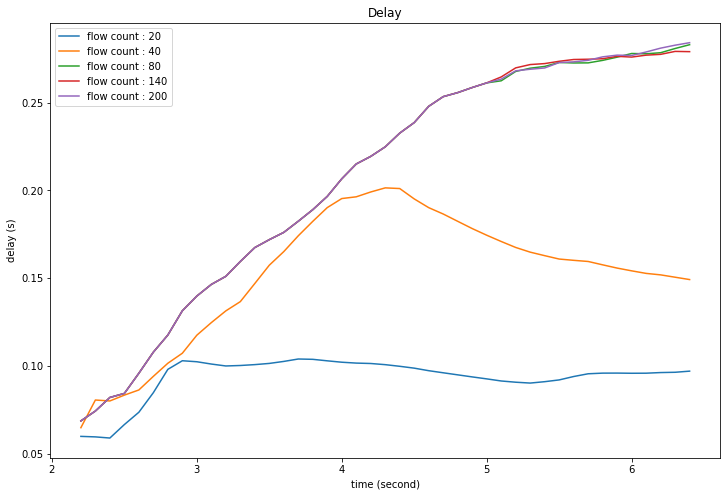 Delay
flow count : 20
flow count : 40
flow count : 80
flow count : 140
flow count : 200
delay (s)
0.25
0.20
0.15
0.10
0.05
2 3 4 5 6
time (second)